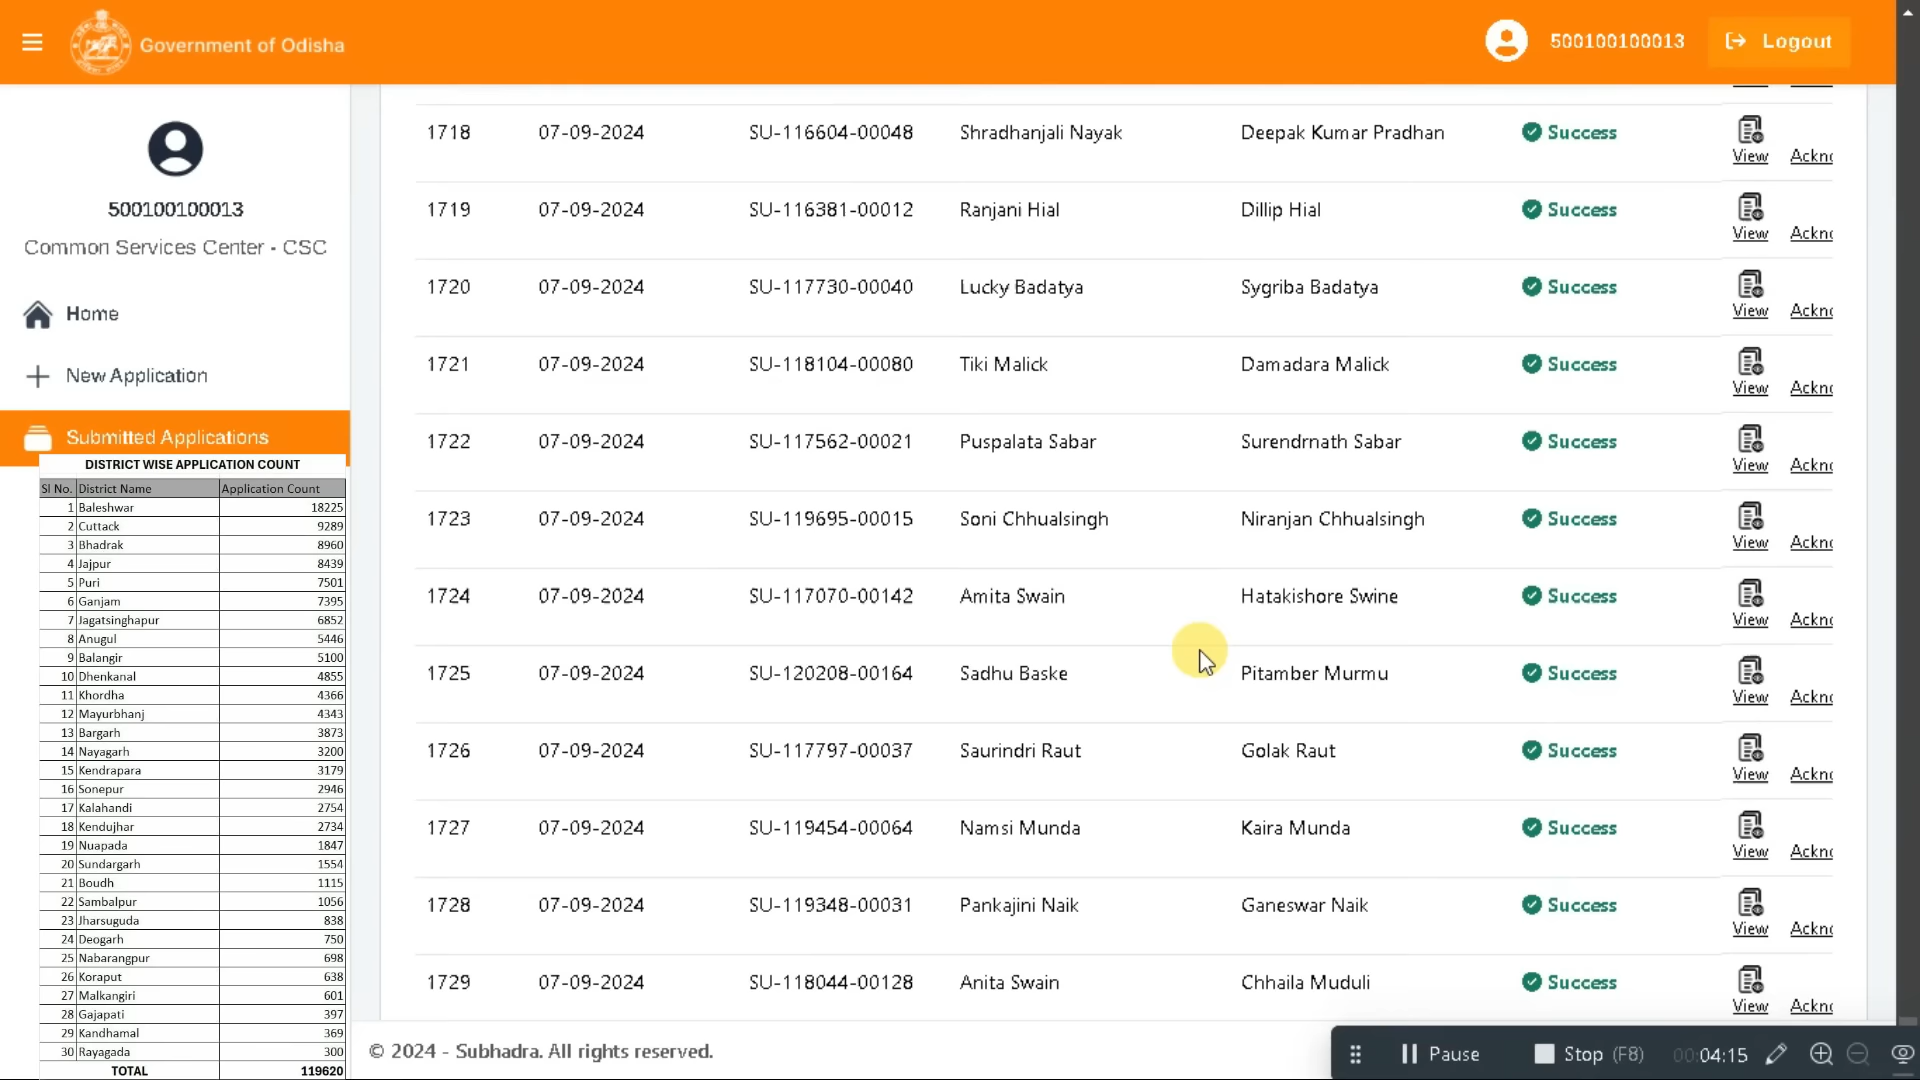 Government of Odisha
500100100013
Logout
500100100013
Common Services Center - CSC
Home
New Application
Submitted Applications
DISTRICT WISE APPLICATION COUNT
Sl No. District Name Application Count
1 Baleshwar 18225
2 Cuttack 9289
3 Bhadrak 8960
4 Jajpur 8439
5 Puri 7501
6 Ganjam 7395
7 Jagatsinghapur 6852
8 Anugul 5446
9 Balangir 5100
10 Dhenkanal 4855
11 Khordha 4366
12 Mayurbhanj 4343
13 Bargarh 3873
14 Nayagarh 3200
15 Kendrapara 3179
16 Sonepur 2946
17 Kalahandi 2754
18 Kendujhar 2734
19 Nuapada 1847
20 Sundargarh 1554
21 Boudh 1115
22 Sambalpur 1056
23 Jharsuguda 838
24 Deogarh 750
25 Nabarangpur 698
26 Koraput 638
27 Malkangiri 601
28 Gajapati 397
29 Kandhamal 369
30 Rayagada 300
TOTAL 119620
1718 07-09-2024 SU-116604-00048 Shradhanjali Nayak Deepak Kumar Pradhan Success View Ackno
1719 07-09-2024 SU-116381-00012 Ranjani Hial Dillip Hial Success View Ackno
1720 07-09-2024 SU-117730-00040 Lucky Badatya Sygriba Badatya Success View Ackno
1721 07-09-2024 SU-118104-00080 Tiki Malick Damadara Malick Success View Ackno
1722 07-09-2024 SU-117562-00021 Puspalata Sabar Surendrnath Sabar Success View Ackno
1723 07-09-2024 SU-119695-00015 Soni Chhualsingh Niranjan Chhualsingh Success View Ackno
1724 07-09-2024 SU-117070-00142 Amita Swain Hatakishore Swine Success View Ackno
1725 07-09-2024 SU-120208-00164 Sadhu Baske Pitamber Murmu Success View Ackno
1726 07-09-2024 SU-117797-00037 Saurindri Raut Golak Raut Success View Ackno
1727 07-09-2024 SU-119454-00064 Namsi Munda Kaira Munda Success View Ackno
1728 07-09-2024 SU-119348-00031 Pankajini Naik Ganeswar Naik Success View Ackno
1729 07-09-2024 SU-118044-00128 Anita Swain Chhaila Muduli Success View Ackno
© 2024 - Subhadra. All rights reserved.
Pause Stop (F8) 00:04:15